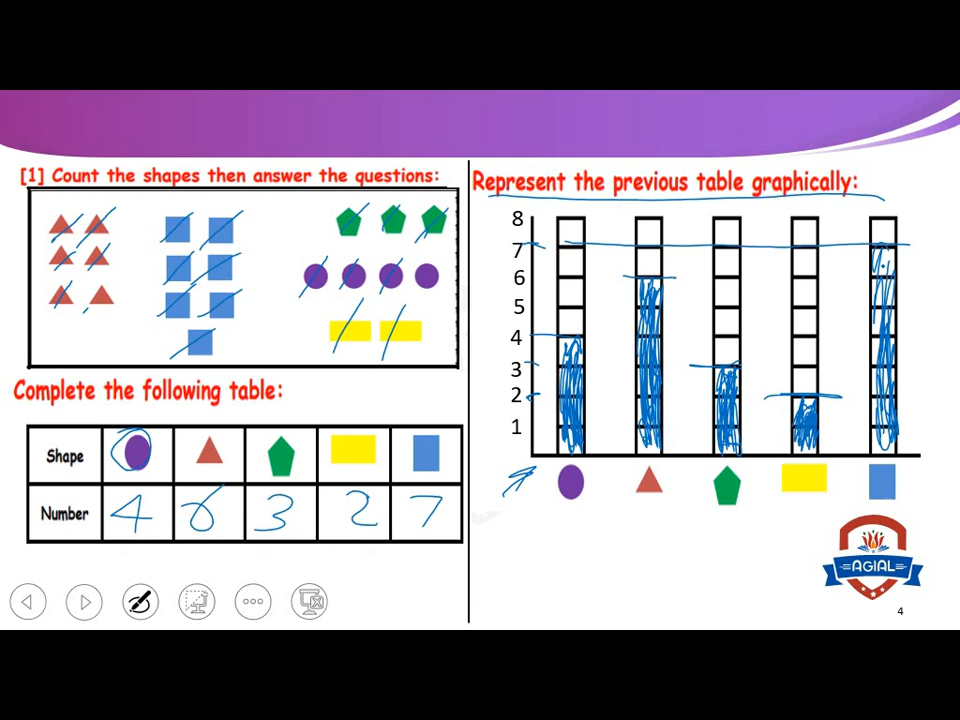 [1] Count the shapes then answer the questions:
Complete the following table:
Shape
Number 4 6 3 2 7
Represent the previous table graphically:
8
7
6
5
4
3
2
1
AGIAL
4